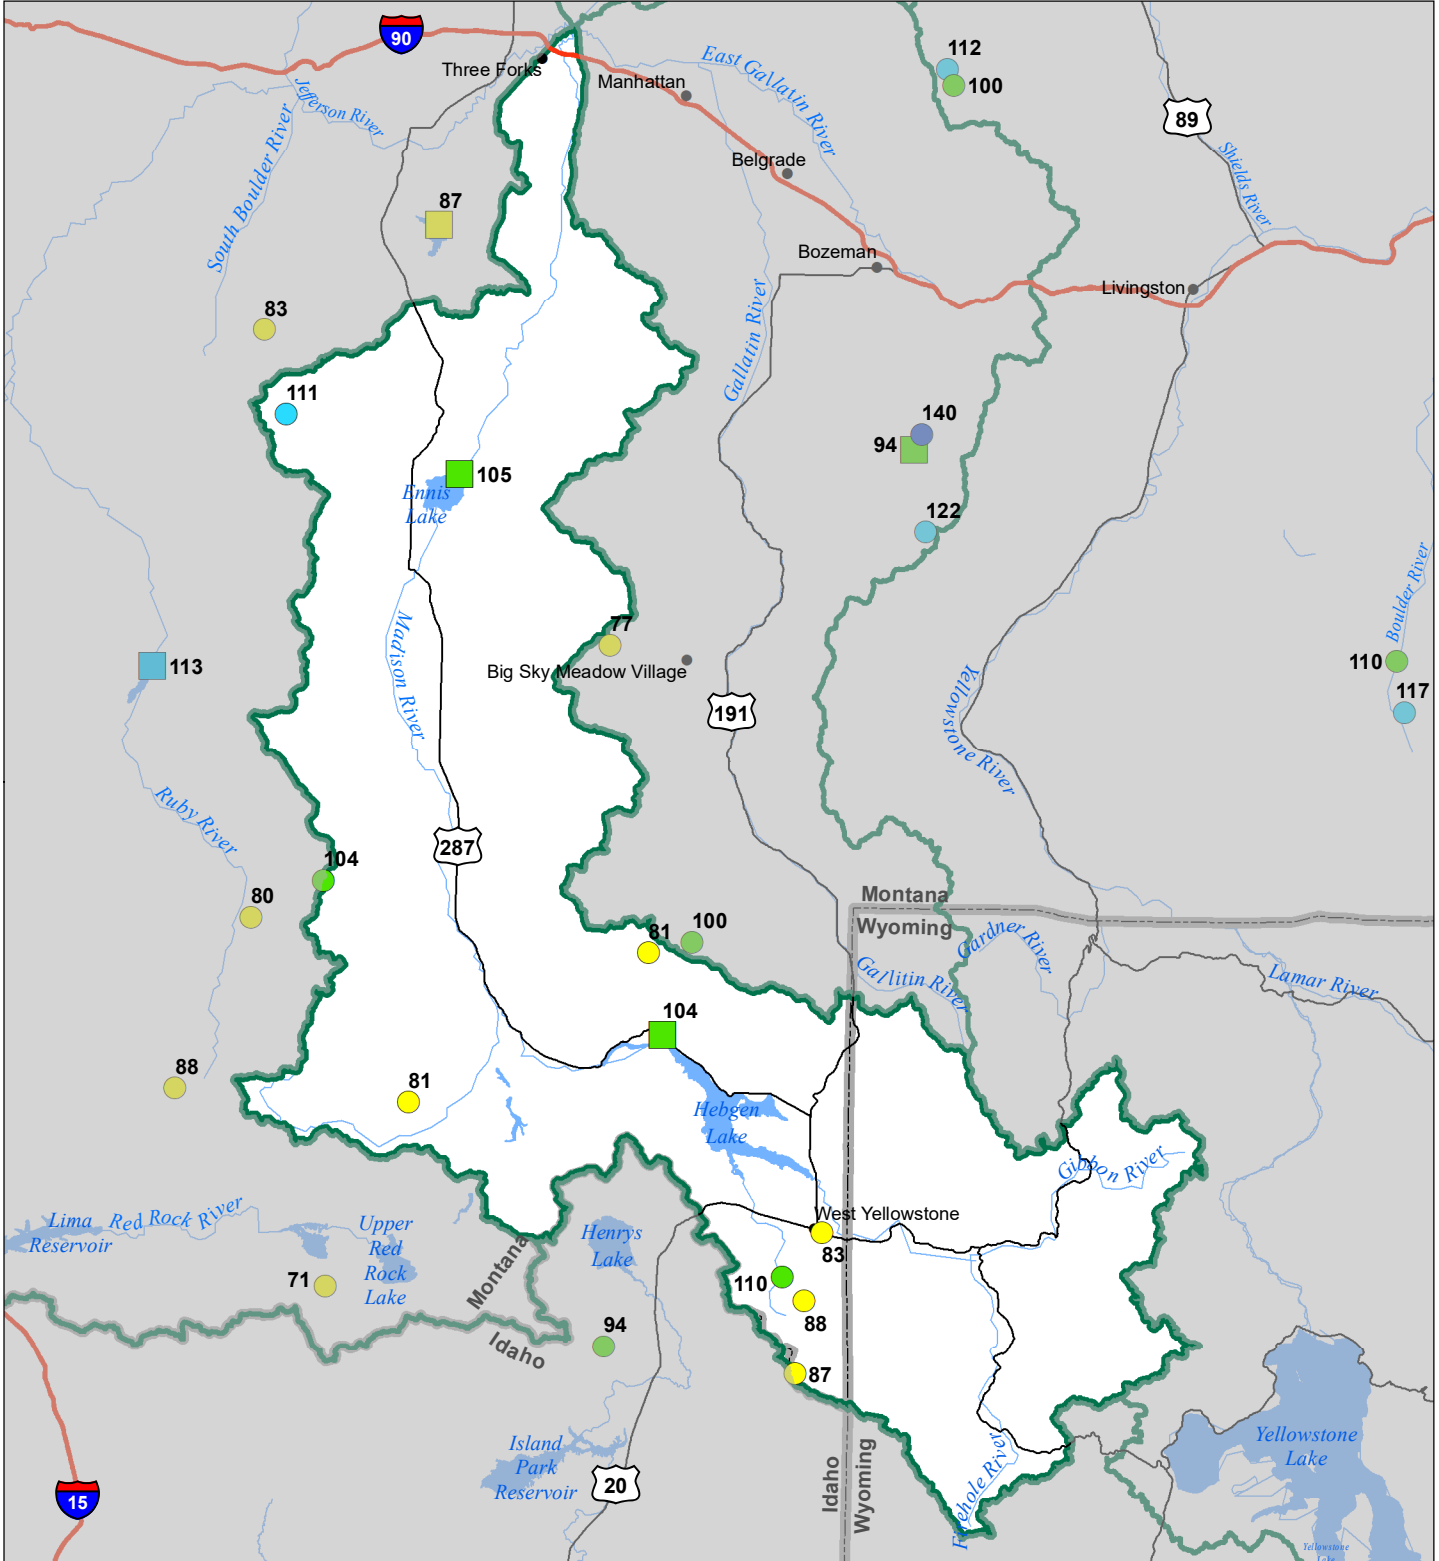 90
Three Forks
Manhattan
East Gallatin River
112
100
89
Jefferson River
South Boulder River
Belgrade
Shields River
87
Bozeman
Livingston
83
Gallatin River
111
140
94
105
Ennis
Lake
122
Boulder River
77
Madison River
Big Sky Meadow Village
110
113
117
191
Yellowstone River
Ruby River
287
104
80
Montana
Wyoming
81
100
Gardner River
Gallitin River
Lamar River
104
88
81
Hebgen
Lake
Gibbon River
Lima
Reservoir
Red Rock River
Upper
Red
Rock
Lake
Henrys
Lake
West Yellowstone
83
Montana
Idaho
71
110
88
94
87
Island
Park
Reservoir
20
15
Idaho
Wyoming
Firehole River
Yellowstone
Lake
Yellowstone
Lake